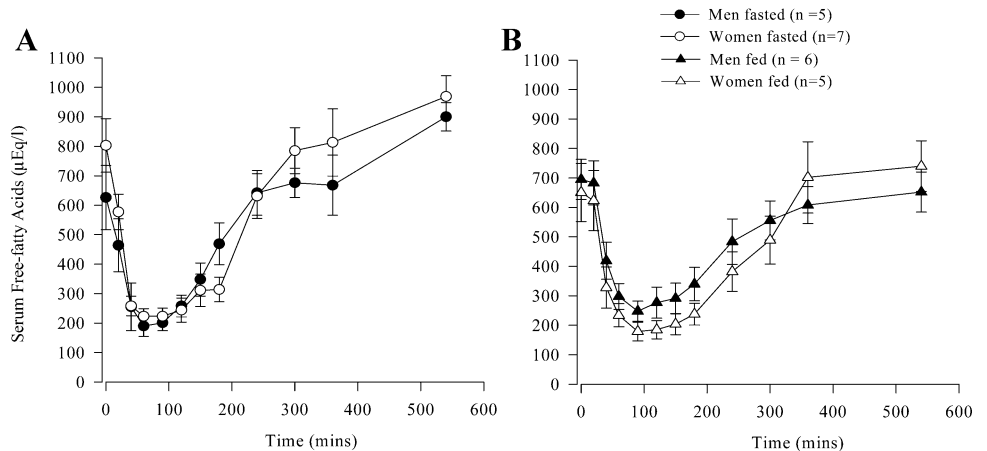 Men fasted (n =5)
Women fasted (n=7)
Men fed (n = 6)
Women fed (n=5)
A
1100
1000
900
800
700
600
500
400
300
200
100
0
Serum Free-fatty Acids (µEq/l)
0 100 200 300 400 500 600
Time (mins)
B
1100
1000
900
800
700
600
500
400
300
200
100
0
0 100 200 300 400 500 600
Time (mins)